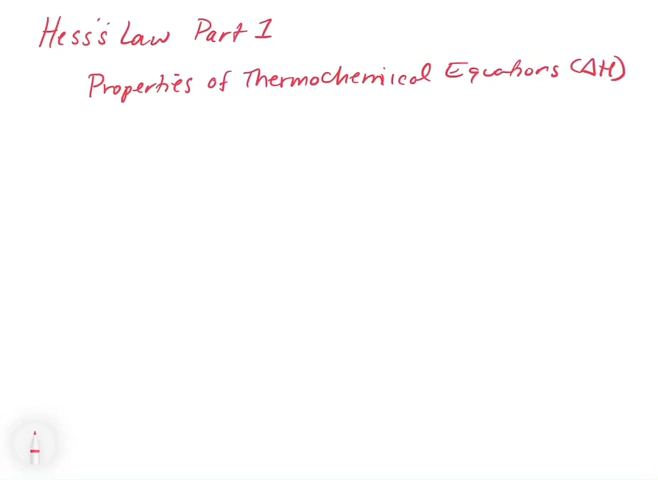 Hess's Law Part 1
Properties of Thermochemical Equations (ΔH)